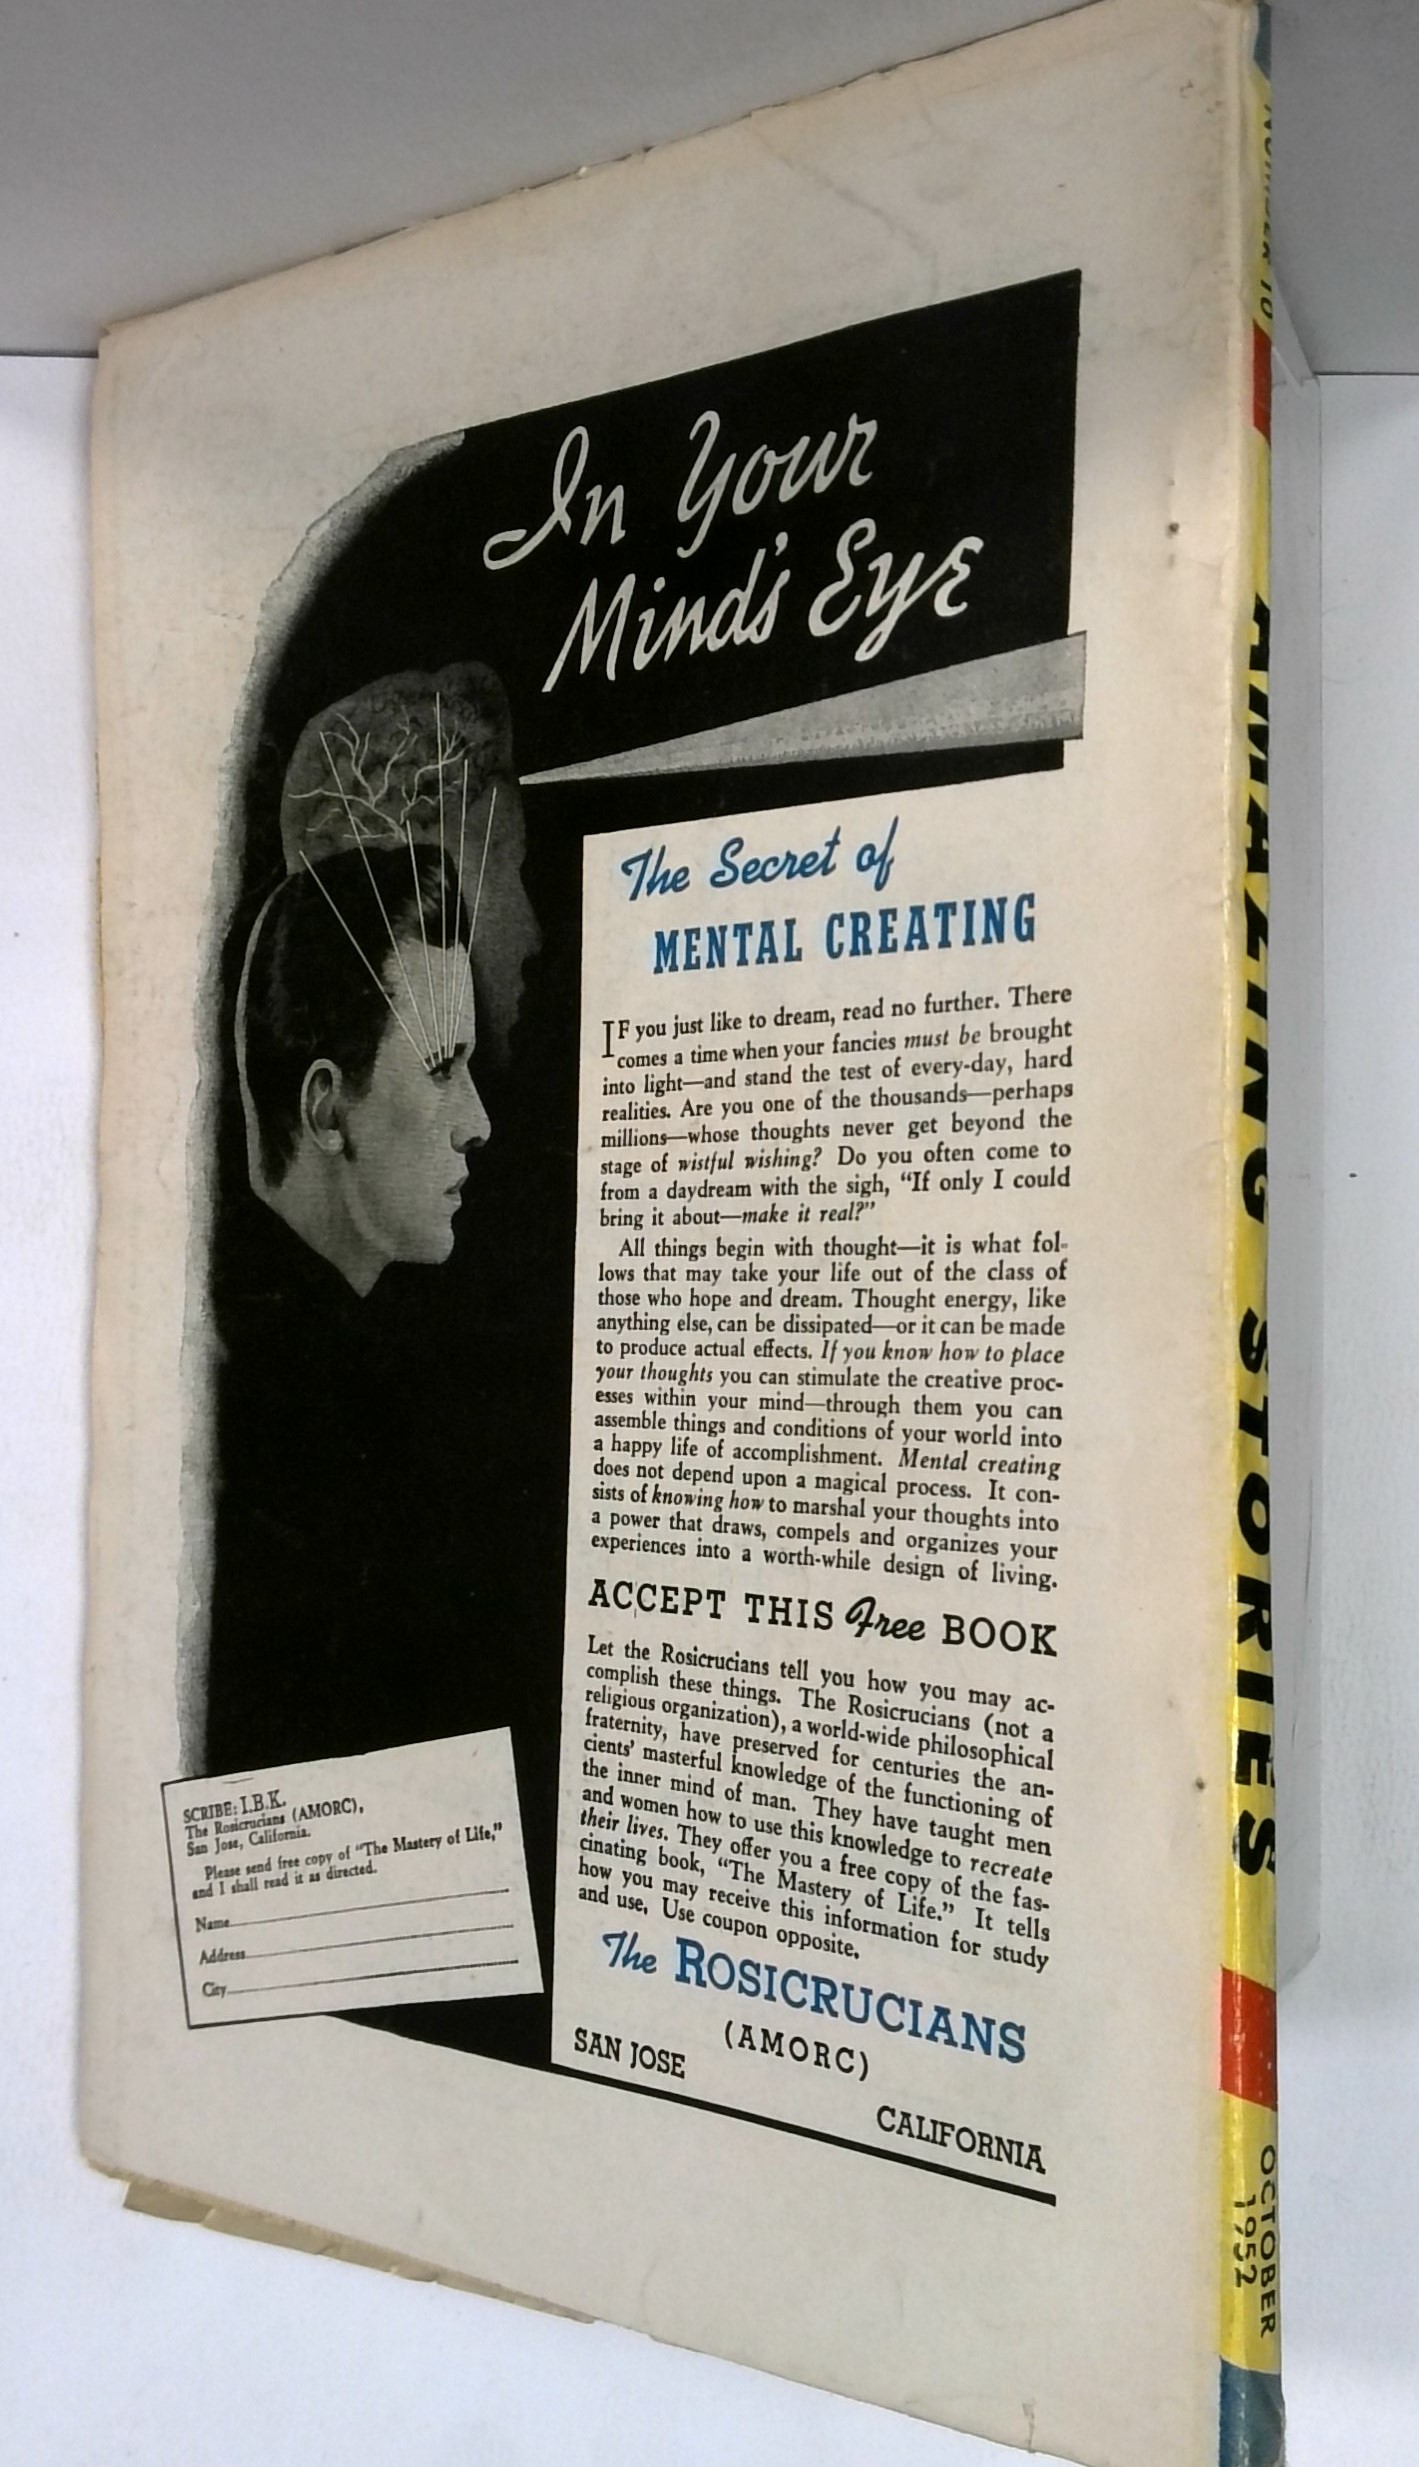 In Your
Mind's Eye
The Secret of
MENTAL CREATING
IF you just like to dream, read no further. There
comes a time when your fancies must be brought
into light—and stand the test of every-day, hard
realities. Are you one of the thousands—perhaps
millions—whose thoughts never get beyond the
stage of wistful wishing? Do you often come to
from a daydream with the sigh, “If only I could
bring it about—make it real?”
All things begin with thought—it is what fol-
lows that may take your life out of the class of
those who hope and dream. Thought energy, like
anything else, can be dissipated—or it can be made
to produce actual effects. If you know how to place
your thoughts you can stimulate the creative proc-
esses within your mind—through them you can
assemble things and conditions of your world into
a happy life of accomplishment. Mental creating
does not depend upon a magical process. It con-
sists of knowing how to marshal your thoughts into
a power that draws, compels and organizes your
experiences into a worth-while design of living.
ACCEPT THIS Free BOOK
Let the Rosicrucians tell you how you may ac-
complish these things. The Rosicrucians (not a
religious organization), a world-wide philosophical
fraternity, have preserved for centuries the an-
cients' masterful knowledge of the functioning of
the inner mind of man. They have taught men
and women how to use this knowledge to recreate
their lives. They offer you a free copy of the fas-
cinating book, “The Mastery of Life.” It tells
how you may receive this information for study
and use. Use coupon opposite.
The ROSICRUCIANS
(AMORC)
SAN JOSE
CALIFORNIA
SCRIBE: I.B.K.
The Rosicrucians (AMORC),
San Jose, California.
Please send free copy of “The Mastery of Life,”
and I shall read it as directed.
Name
Address
City
NUMBER 10
AMAZING STORIES
OCTOBER
1952